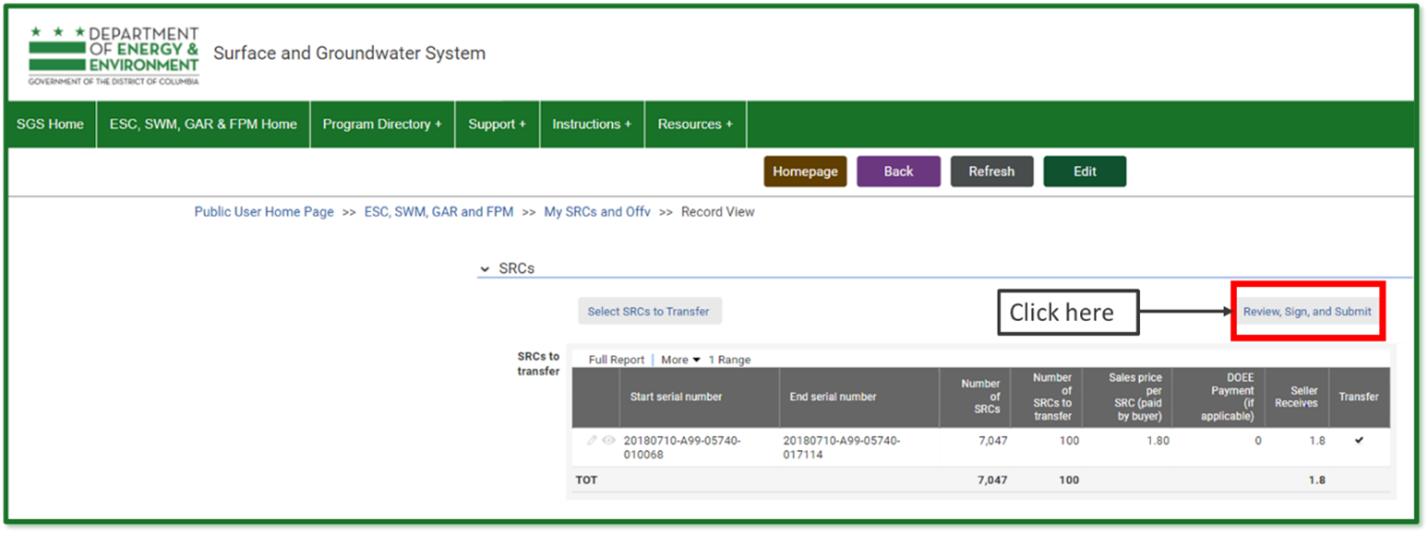 ★ ★ ★ DEPARTMENT
OF ENERGY &
ENVIRONMENT
GOVERNMENT OF THE DISTRICT OF COLUMBIA
Surface and Groundwater System
SGS Home ESC, SWM, GAR & FPM Home Program Directory + Support + Instructions + Resources +
Homepage Back Refresh Edit
Public User Home Page >> ESC, SWM, GAR and FPM >> My SRCs and Offv >> Record View
SRCs
Select SRCs to Transfer
Click here
Review, Sign, and Submit
SRCs to
transfer
Full Report | More ▼ 1 Range
Start serial number
End serial number
Number
of
SRCs
Number
of
SRCs to
transfer
Sales price
per
SRC (paid
by buyer)
DOEE
Payment
(if
applicable)
Seller
Receives
Transfer
20180710-A99-05740-
010068
20180710-A99-05740-
017114
7,047 100 1.80 0 1.8 ✔
TOT 7,047 100 1.8